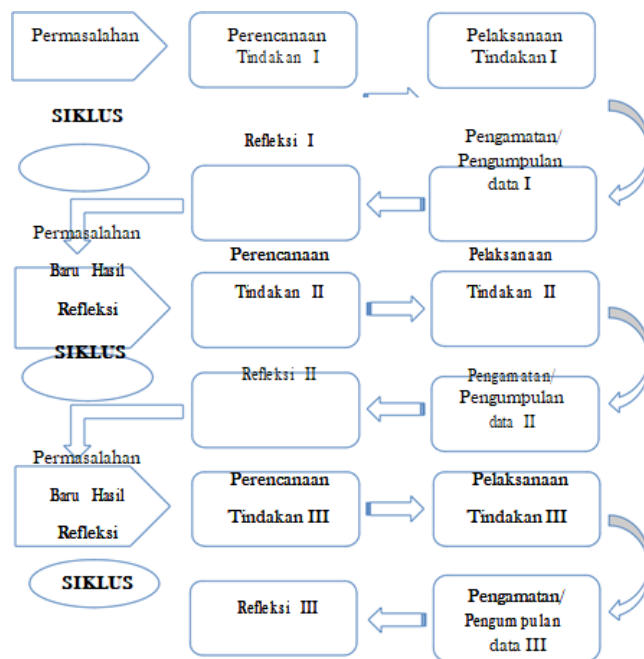 Permasalahan
Perencanaan
Tindakan I
Pelaksanaan
Tindakan I
SIKLUS
Refleksi I
Pengamatan/
Pengumpulan
data I
Permasalahan
Baru Hasil
Refleksi
Perencanaan
Tindakan II
Pelaksanaan
Tindakan II
SIKLUS
Refleksi II
Pengamatan/
Pengumpulan
data II
Permasalahan
Baru Hasil
Refleksi
Perencanaan
Tindakan III
Pelaksanaan
Tindakan III
SIKLUS
Refleksi III
Pengamatan/
Pengumpulan
data III